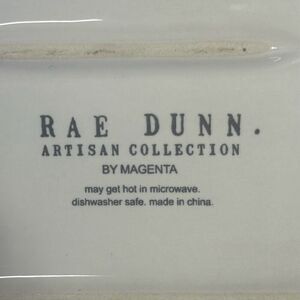 RAE DUNN.
ARTISAN COLLECTION
BY MAGENTA
may get hot in microwave.
dishwasher safe. made in china.